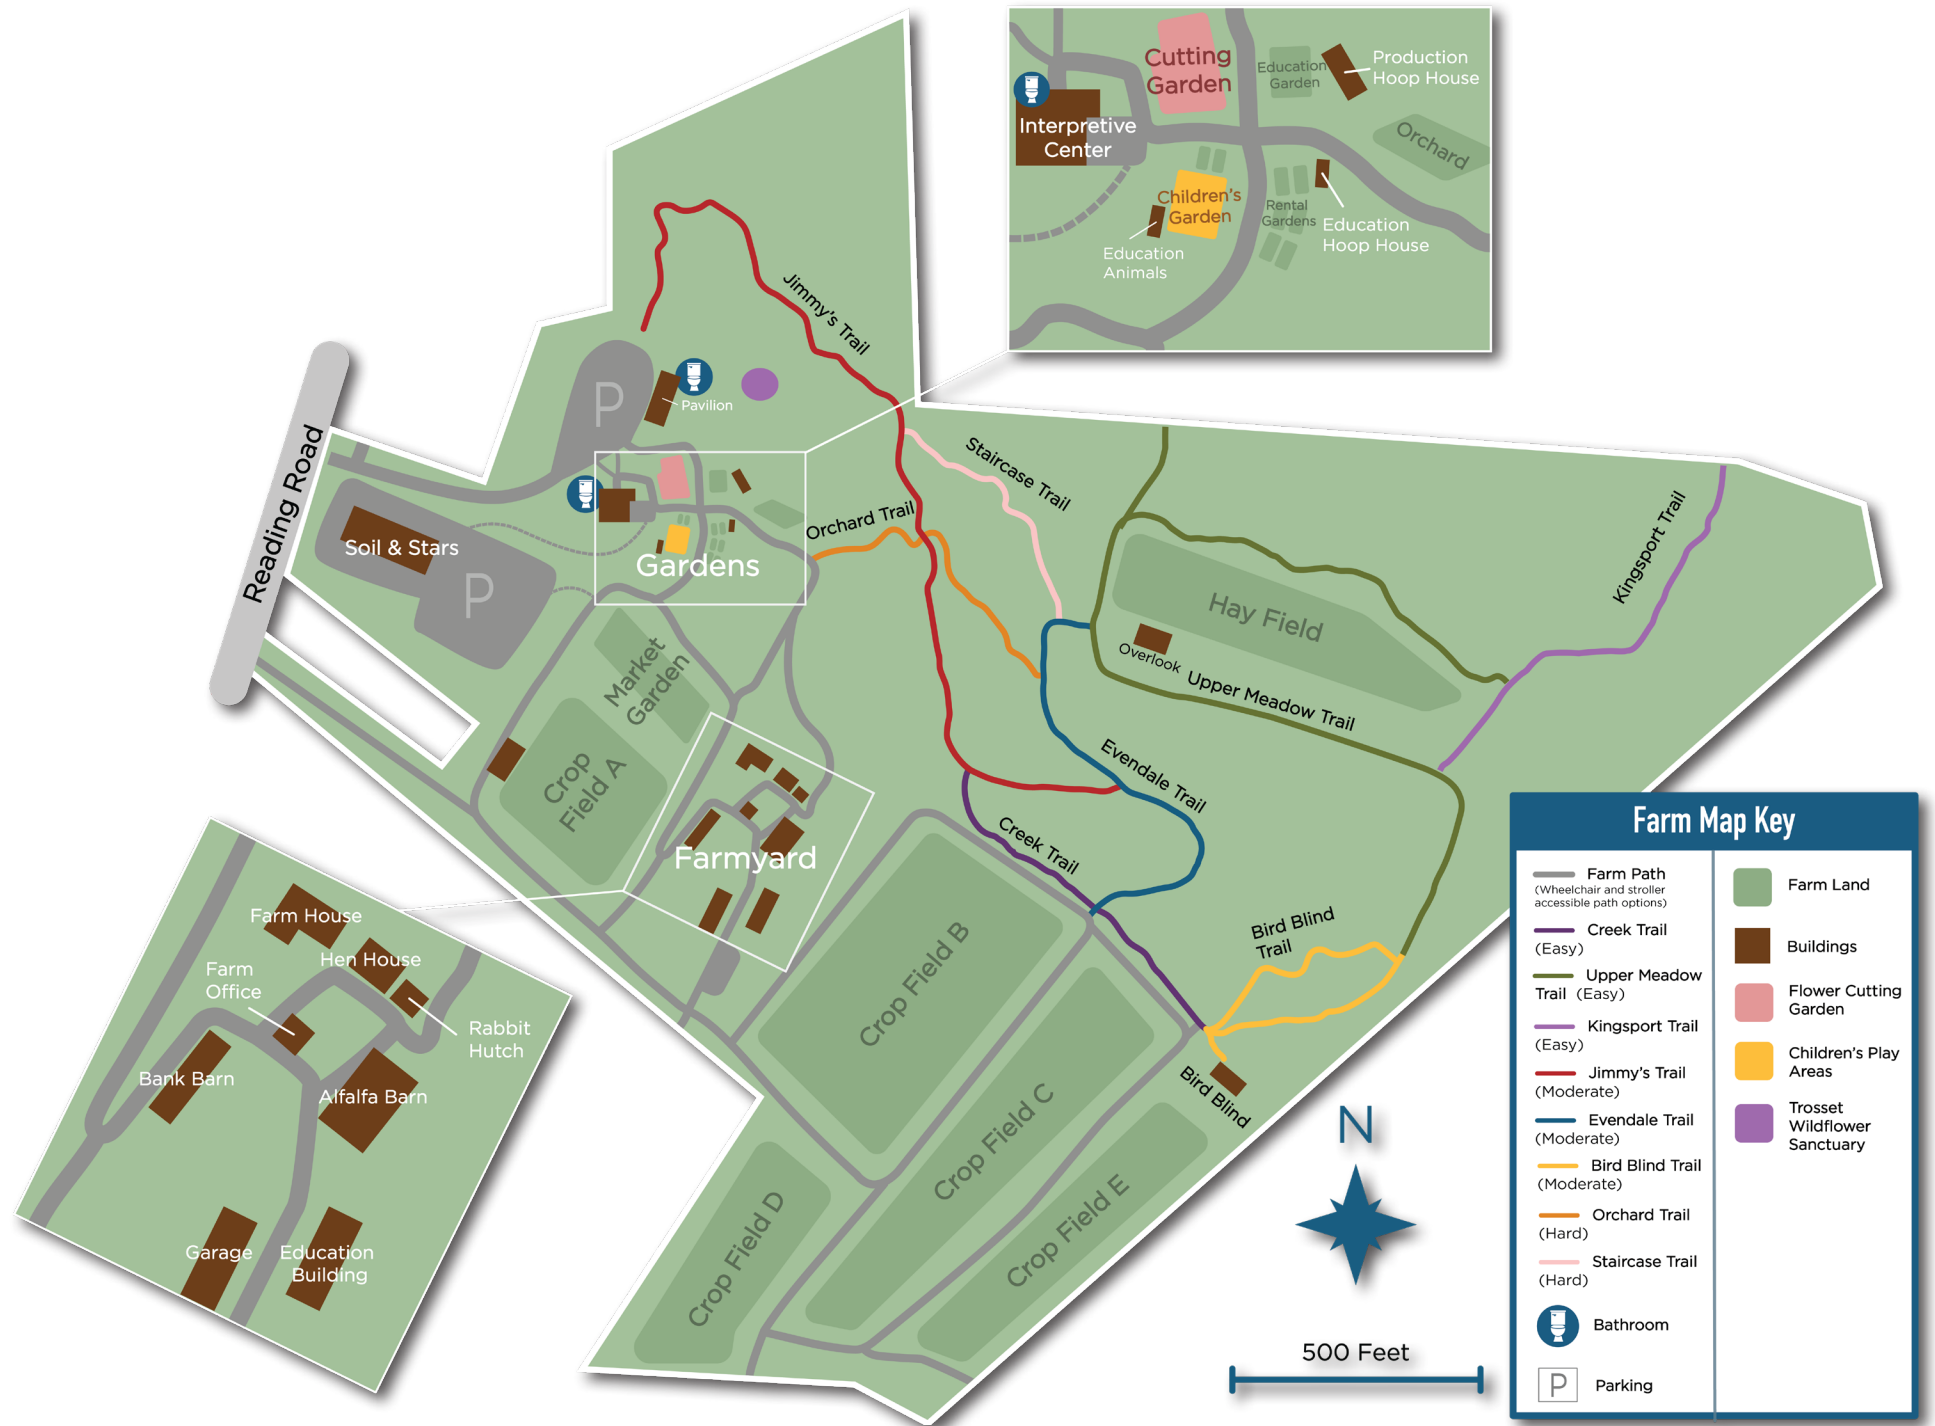 Cutting
Garden
Education
Garden
Production
Hoop House
Interpretive
Center
Orchard
Children's
Garden
Rental
Gardens
Education
Hoop House
Education
Animals
Jimmy's Trail
P
Pavilion
Staircase Trail
Reading Road
Soil & Stars
P
Gardens
Orchard Trail
Kingsport Trail
Hay Field
Overlook
Upper Meadow Trail
Market
Garden
Crop
Field A
Evendale Trail
Farmyard
Creek Trail
Crop Field B
Bird Blind
Trail
Bird Blind
Crop Field C
Crop Field D
Crop Field E
Farm House
Hen House
Farm
Office
Rabbit
Hutch
Bank Barn
Alfalfa Barn
Garage
Education
Building
N
500 Feet
Farm Map Key
Farm Path
(Wheelchair and stroller
accessible path options)
Creek Trail
(Easy)
Upper Meadow
Trail (Easy)
Kingsport Trail
(Easy)
Jimmy's Trail
(Moderate)
Evendale Trail
(Moderate)
Bird Blind Trail
(Moderate)
Orchard Trail
(Hard)
Staircase Trail
(Hard)
Bathroom
P
Parking
Farm Land
Buildings
Flower Cutting
Garden
Children's Play
Areas
Trosset
Wildflower
Sanctuary